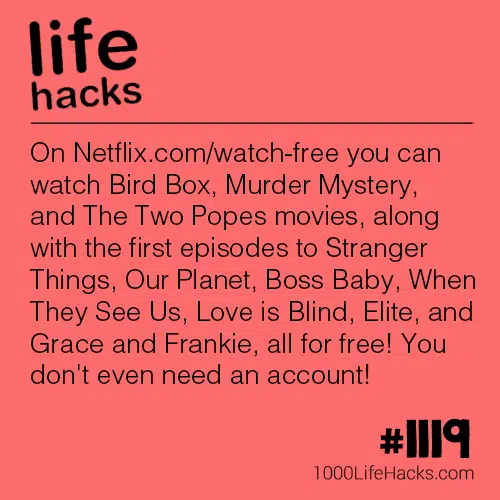 life
hacks
On Netflix.com/watch-free you can
watch Bird Box, Murder Mystery,
and The Two Popes movies, along
with the first episodes to Stranger
Things, Our Planet, Boss Baby, When
They See Us, Love is Blind, Elite, and
Grace and Frankie, all for free! You
don't even need an account!
#1119
1000LifeHacks.com